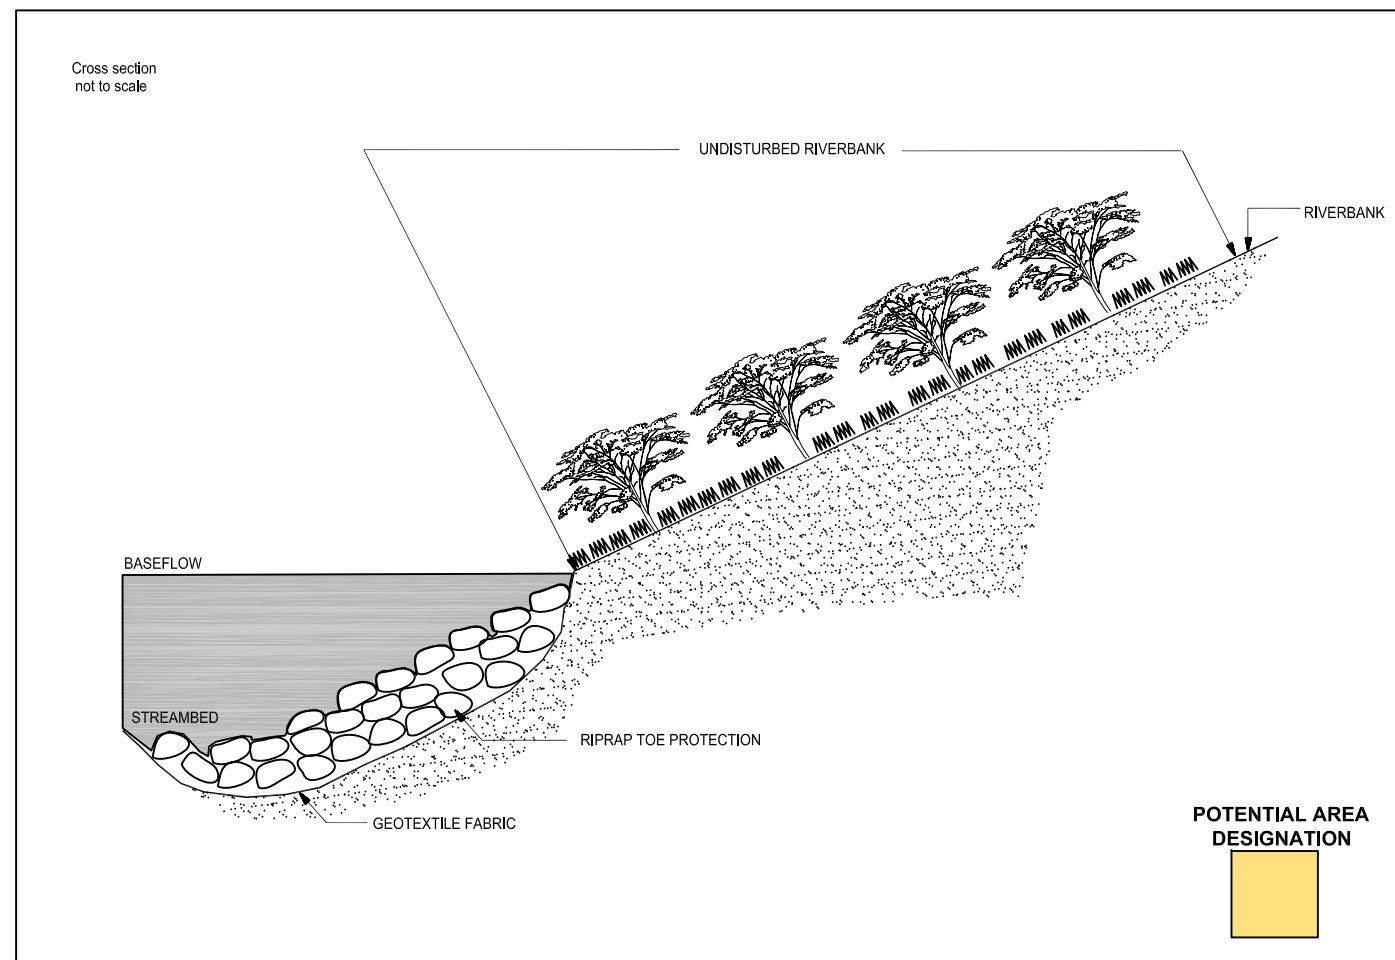 Cross section
not to scale
UNDISTURBED RIVERBANK
RIVERBANK
BASEFLOW
STREAMBED
RIPRAP TOE PROTECTION
GEOTEXTILE FABRIC
POTENTIAL AREA
DESIGNATION